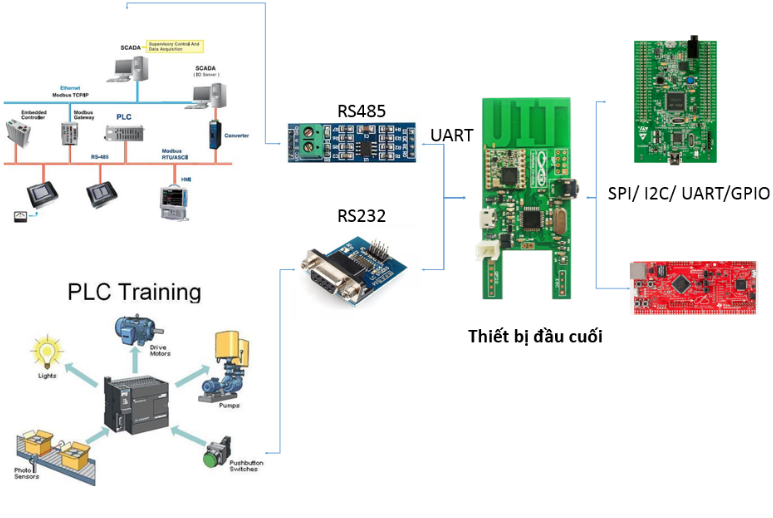 SCADA
Supervisory Control And
Data Acquisition
SCADA
( I/O Server )
Ethernet
Modbus TCP/IP
Embedded
Controller
Modbus
Gateway
PLC
Converter
RS-485
Modbus
RTU/ASCII
HMI
RS485
UART
RS232
SPI/ I2C/ UART/GPIO
Thiết bị đầu cuối
PLC Training
Lights
Drive
Motors
Pumps
Photo
Sensors
Pushbutton
Switches